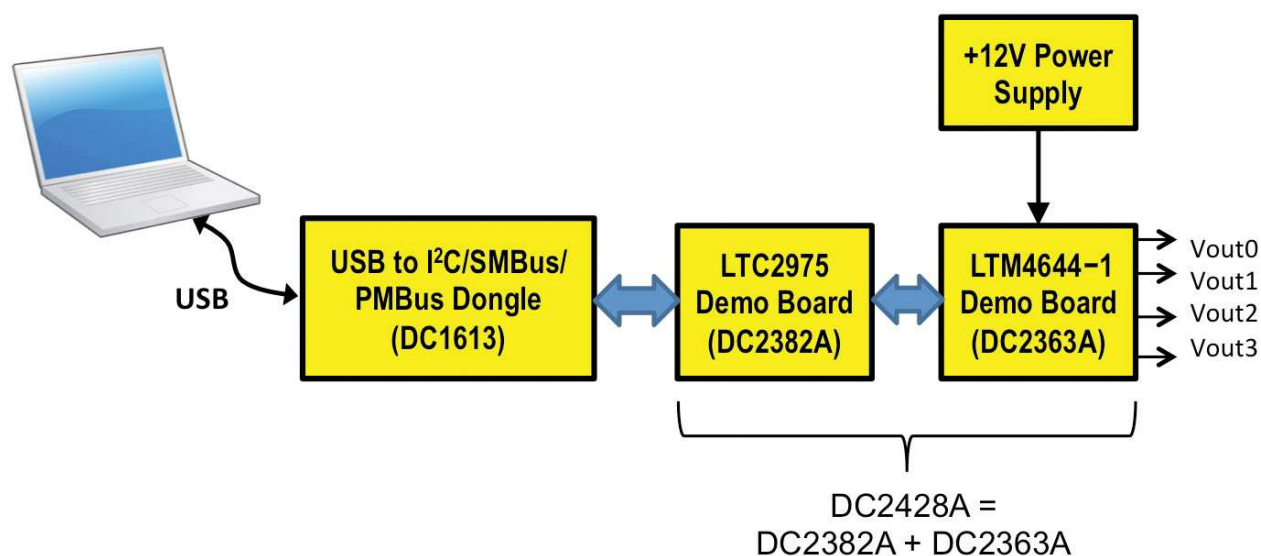 +12V Power
Supply
USB
USB to I²C/SMBus/
PMBus Dongle
(DC1613)
LTC2975
Demo Board
(DC2382A)
LTM4644−1
Demo Board
(DC2363A)
Vout0
Vout1
Vout2
Vout3
DC2428A =
DC2382A + DC2363A